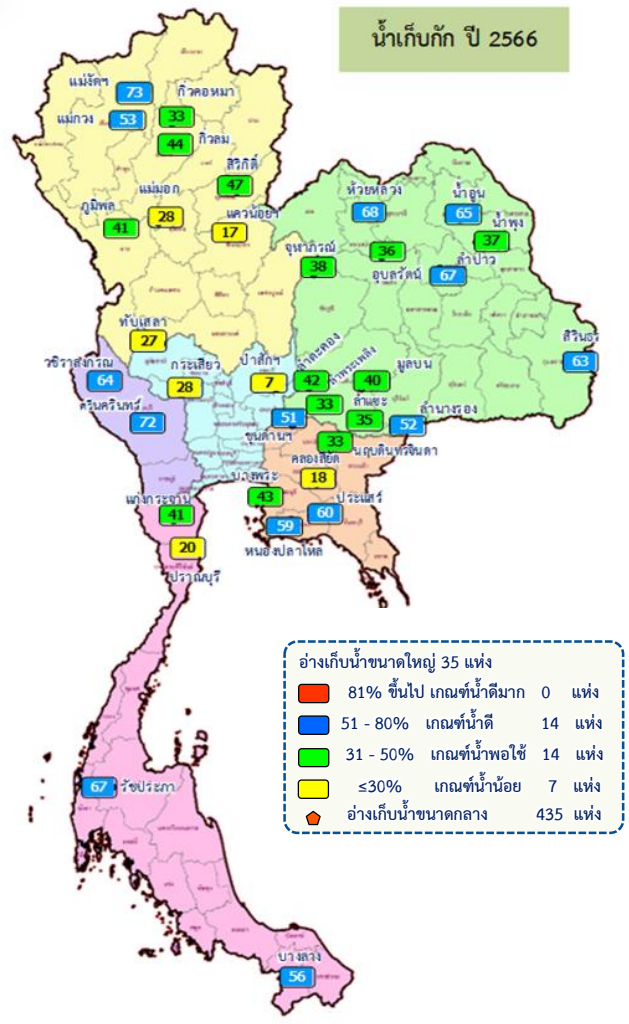 น้ำเก็บกัก ปี 2566
แม่งัดฯ
73
กิ่วคอหมา
33
แม่กวง
53
กิ่วลม
44
สิริกิติ์
47
ภูมิพล
41
แม่มอก
28
แควน้อยฯ
17
ห้วยหลวง
68
น้ำอูน
65
น้ำพุง
37
จุฬาภรณ์
38
36
อุบลรัตน์
ลำปาว
67
ทับเสลา
27
สิรินธร
63
วชิราลงกรณ
64
กระเสียว
28
ป่าสักฯ
7
ลำตะคอง
42
ลำพระเพลิง
33
มูลบน
40
ลำแชะ
35
ลำนางรอง
52
ศรีนครินทร์
72
51
ขุนด่านฯ
33
นฤบดินทรจินดา
คลองสียัด
18
บางพระ
43
ประแสร์
60
59
หนองปลาไหล
แก่งกระจาน
41
20
ปราณบุรี
67
รัชประภา
บางลาง
56
อ่างเก็บน้ำขนาดใหญ่ 35 แห่ง
81% ขึ้นไป เกณฑ์น้ำดีมาก 0 แห่ง
51 - 80% เกณฑ์น้ำดี 14 แห่ง
31 - 50% เกณฑ์น้ำพอใช้ 14 แห่ง
≤30% เกณฑ์น้ำน้อย 7 แห่ง
อ่างเก็บน้ำขนาดกลาง 435 แห่ง